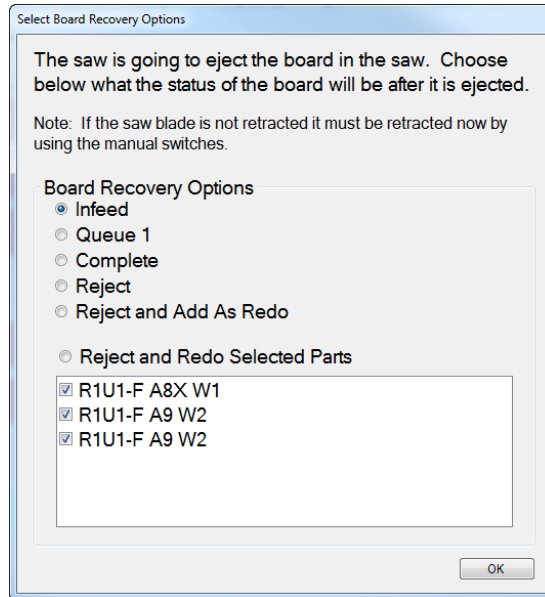 Select Board Recovery Options
The saw is going to eject the board in the saw.  Choose
below what the status of the board will be after it is ejected.
Note:  If the saw blade is not retracted it must be retracted now by
using the manual switches.
Board Recovery Options
Infeed
Queue 1
Complete
Reject
Reject and Add As Redo
Reject and Redo Selected Parts
R1U1-F A8X W1
R1U1-F A9 W2
R1U1-F A9 W2
OK